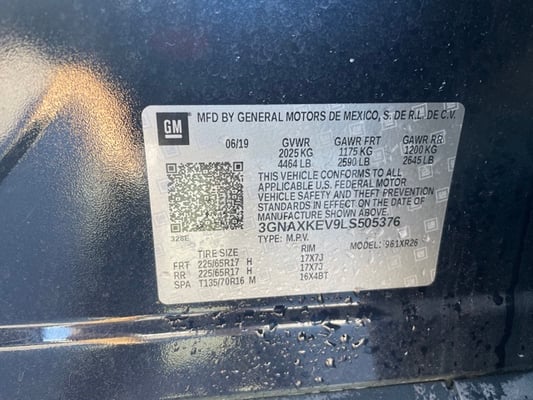 GM MFD BY GENERAL MOTORS DE MEXICO, S. DE R.L. DE C.V.
06/19 GVWR GAWR FRT GAWR RR
2025 KG 1175 KG 1200 KG
4464 LB 2590 LB 2645 LB
THIS VEHICLE CONFORMS TO ALL
APPLICABLE U.S. FEDERAL MOTOR
VEHICLE SAFETY AND THEFT PREVENTION
STANDARDS IN EFFECT ON THE DATE
OF MANUFACTURE SHOWN ABOVE.
3GNAXKEV9LS505376
328E TYPE: M.P.V. MODEL: 961XR26
TIRE SIZE RIM
FRT 225/65R17 H 17X7J
RR 225/65R17 H 17X7J
SPA T135/70R16 M 16X4BT